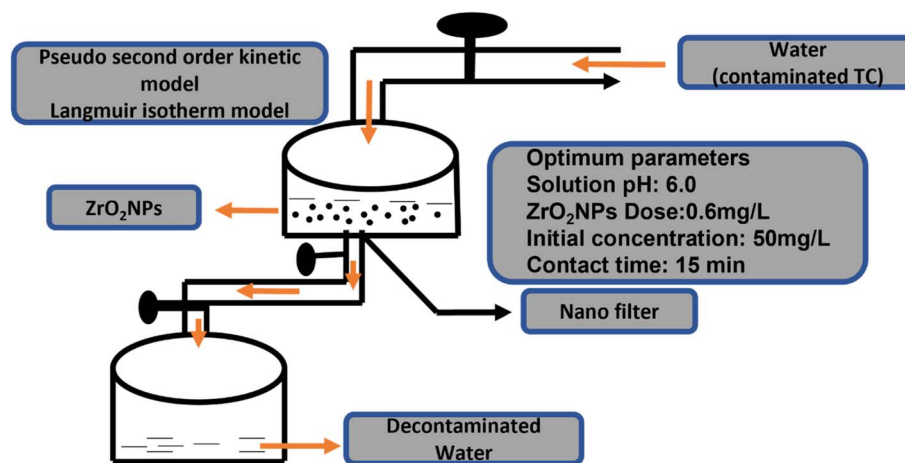 Pseudo second order kinetic
model
Langmuir isotherm model
Water
(contaminated TC)
Optimum parameters
Solution pH: 6.0
ZrO₂NPs Dose:0.6mg/L
Initial concentration: 50mg/L
Contact time: 15 min
ZrO₂NPs
Nano filter
Decontaminated
Water